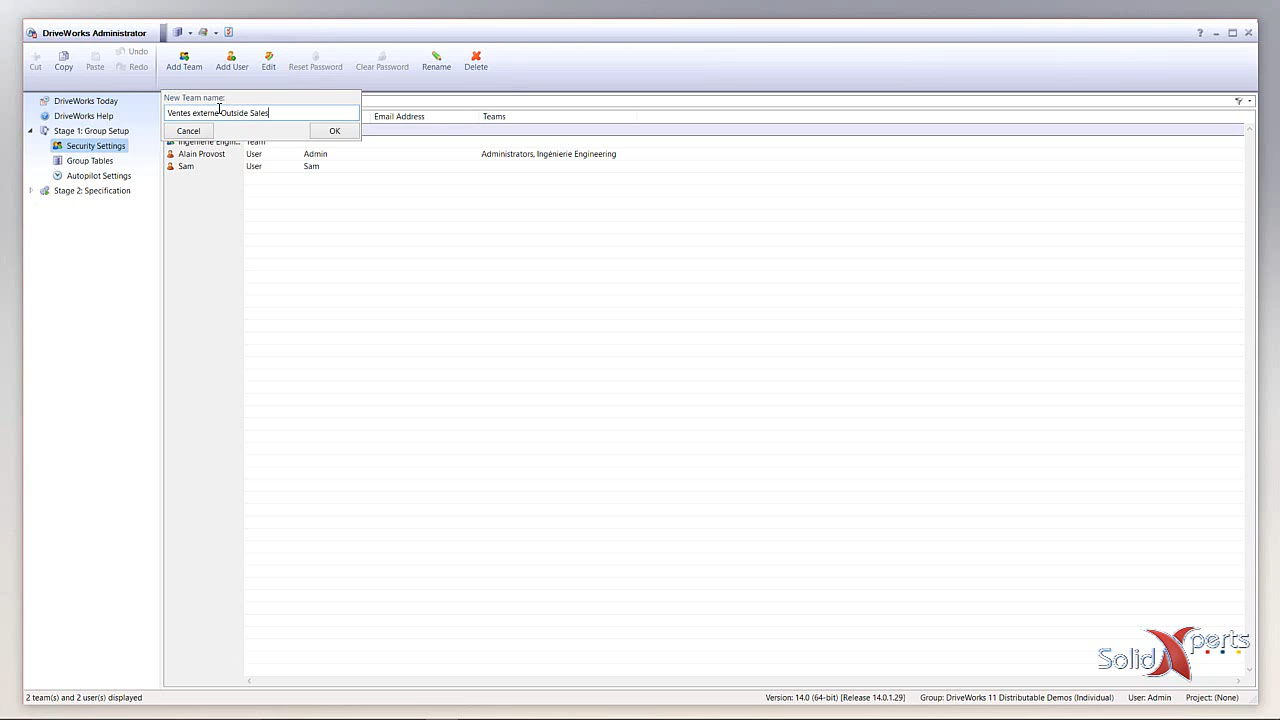 DriveWorks Administrator
Cut
Copy
Paste
Undo
Redo
Add Team
Add User
Edit
Reset Password
Clear Password
Rename
Delete
DriveWorks Today
DriveWorks Help
Stage 1: Group Setup
Security Settings
Group Tables
Autopilot Settings
Stage 2: Specification
New Team name:
Ventes externe Outside Sales
Cancel
OK
Email Address
Teams
Ingénierie Engin... Team
Alain Provost User Admin Administrators, Ingénierie Engineering
Sam User Sam
Solid Xperts
2 team(s) and 2 user(s) displayed
Version: 14.0 (64-bit) [Release 14.0.1.29]
Group: DriveWorks 11 Distributable Demos (Individual)
User: Admin
Project: (None)